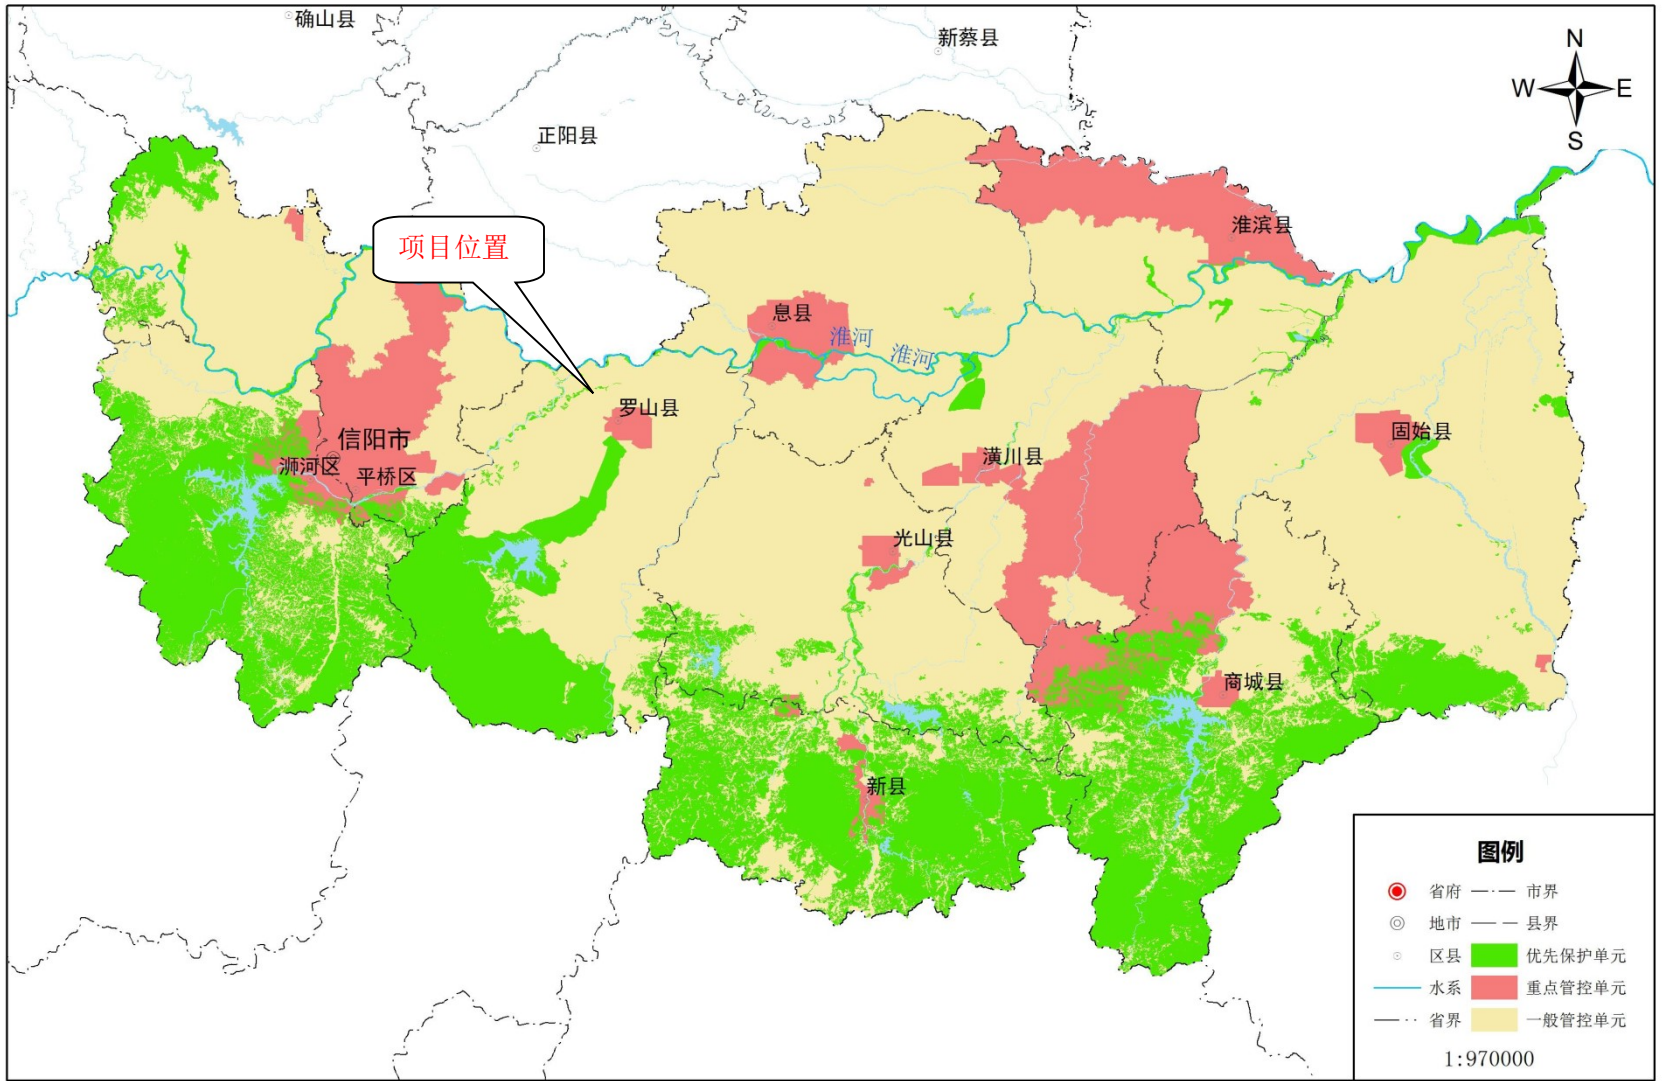 确山县
新蔡县
N
W
E
S
正阳县
淮滨县
项目位置
息县
淮河
淮河
罗山县
信阳市
浉河区
平桥区
潢川县
固始县
光山县
商城县
新县
图例
省府
市界
地市
县界
区县
优先保护单元
水系
重点管控单元
省界
一般管控单元
1:970000